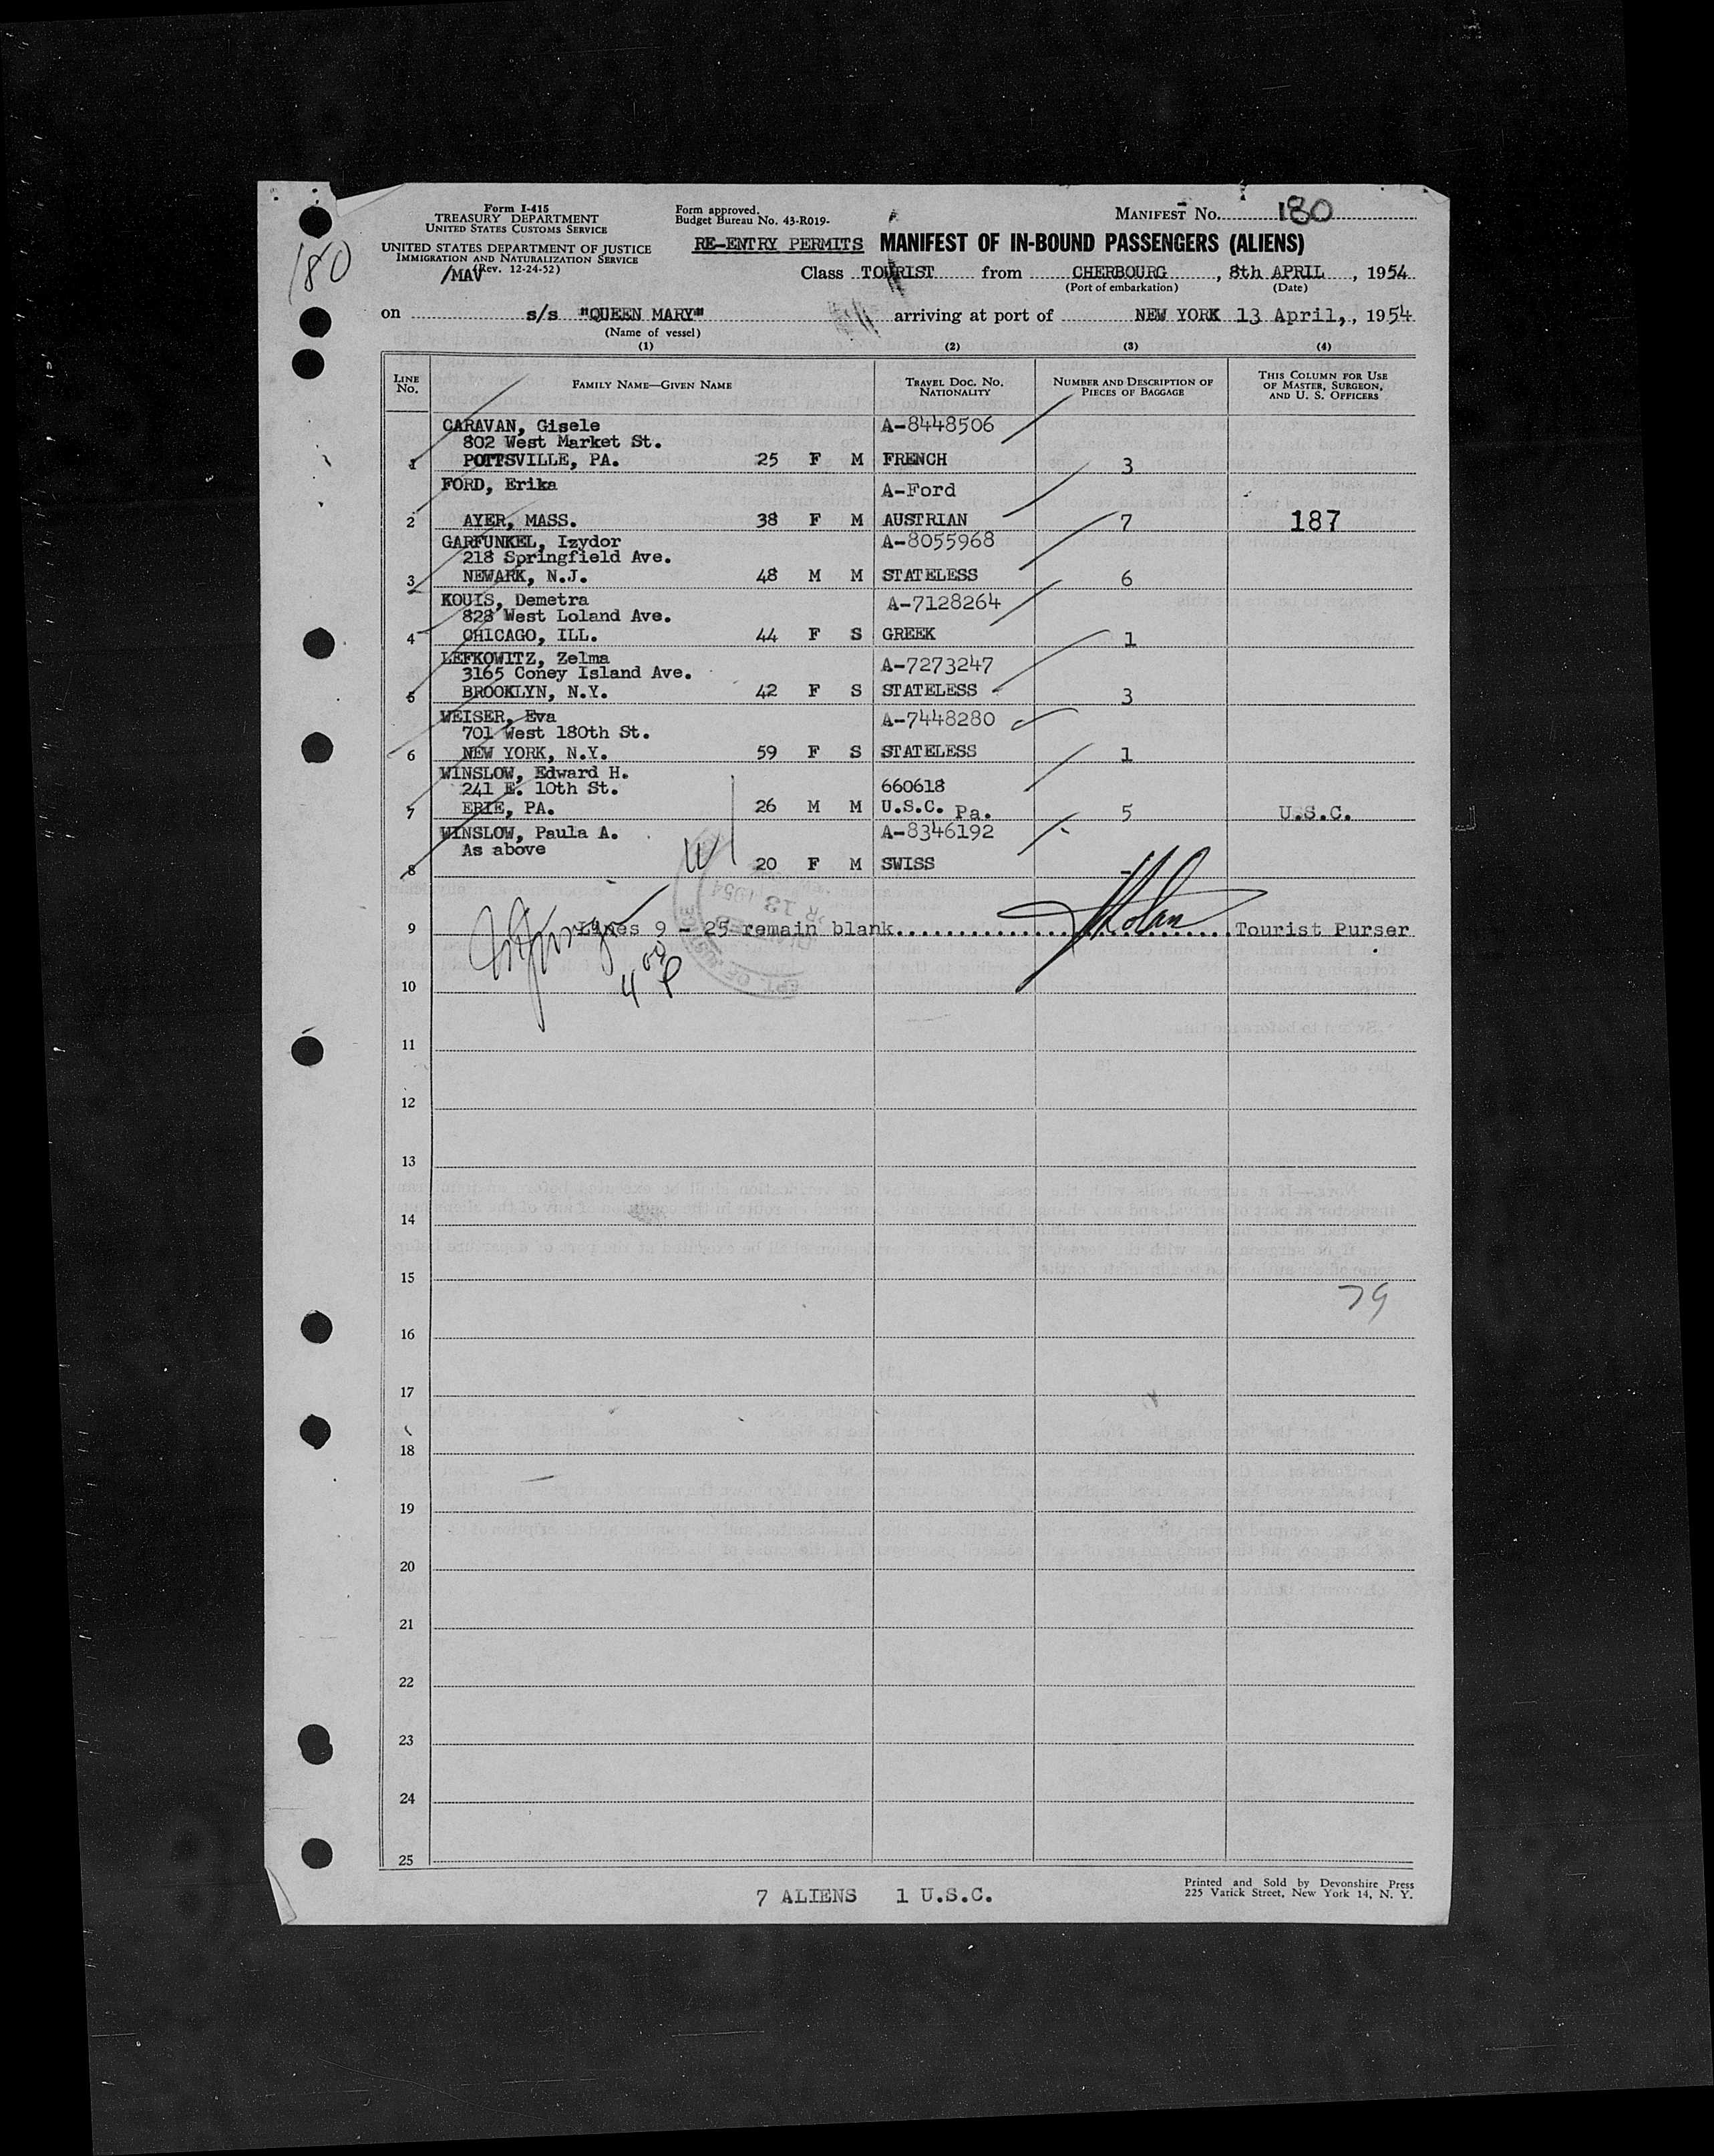 Form I-415
TREASURY DEPARTMENT
UNITED STATES CUSTOMS SERVICE
UNITED STATES DEPARTMENT OF JUSTICE
IMMIGRATION AND NATURALIZATION SERVICE
(Rev. 12-24-52)
/MAV
180
Form approved.
Budget Bureau No. 43-R019-
MANIFEST No. 180
RE-ENTRY PERMITS MANIFEST OF IN-BOUND PASSENGERS (ALIENS)
Class TOURIST from CHERBOURG, 8th APRIL, 1954
(Port of embarkation) (Date)
on s/s "QUEEN MARY" arriving at port of NEW YORK 13 April,, 1954
(Name of vessel)
(1) (2) (3) (4)
LINE No. FAMILY NAME—GIVEN NAME TRAVEL DOC. No. NATIONALITY NUMBER AND DESCRIPTION OF PIECES OF BAGGAGE THIS COLUMN FOR USE OF MASTER, SURGEON, AND U. S. OFFICERS
CARAVAN, Gisele A-8448506
802 West Market St.
1 POTTSVILLE, PA. 25 F M FRENCH 3
FORD, Erika A-Ford
2 AYER, MASS. 38 F M AUSTRIAN 7 187
GARFUNKEL, Izydor A-8055968
218 Springfield Ave.
3 NEWARK, N.J. 48 M M STATELESS 6
KOUIS, Demetra A-7128264
828 West Loland Ave.
4 CHICAGO, ILL. 44 F S GREEK 1
LEFKOWITZ, Zelma A-7273247
3165 Coney Island Ave.
5 BROOKLYN, N.Y. 42 F S STATELESS 3
WEISER, Eva A-7448280
701 West 180th St.
6 NEW YORK, N.Y. 59 F S STATELESS 1
WINSLOW, Edward H.
241 E. 10th St. 660618
7 ERIE, PA. 26 M M U.S.C. Pa. 5 U.S.C.
WINSLOW, Paula A. A-8346192
As above
8 20 F M SWISS -
9 Lines 9 - 25 remain blank.............................Tourist Purser
4 00 P
10
11
12
13
14
15
79
16
17
18
19
20
21
22
23
24
25
7 ALIENS 1 U.S.C.
Printed and Sold by Devonshire Press
225 Varick Street, New York 14, N. Y.